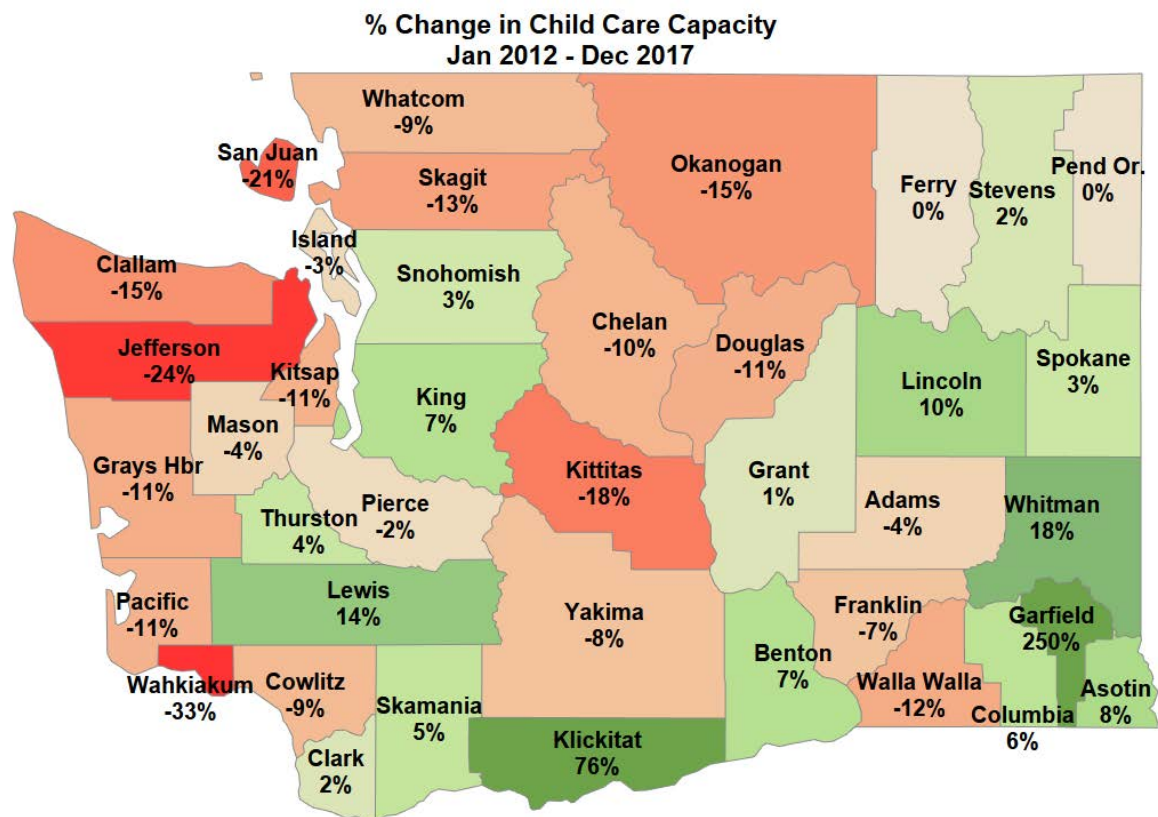 % Change in Child Care Capacity
Jan 2012 - Dec 2017
Whatcom
-9%
San Juan
-21%
Skagit
-13%
Okanogan
-15%
Ferry
0%
Stevens
2%
Pend Or.
0%
Island
-3%
Clallam
-15%
Snohomish
3%
Chelan
-10%
Douglas
-11%
Jefferson
-24%
Kitsap
-11%
King
7%
Lincoln
10%
Spokane
3%
Mason
-4%
Grays Hbr
-11%
Kittitas
-18%
Grant
1%
Pierce
-2%
Adams
-4%
Whitman
18%
Thurston
4%
Lewis
14%
Pacific
-11%
Yakima
-8%
Franklin
-7%
Garfield
250%
Benton
7%
Wahkiakum
-33%
Cowlitz
-9%
Skamania
5%
Walla Walla
-12%
Columbia
6%
Asotin
8%
Clark
2%
Klickitat
76%